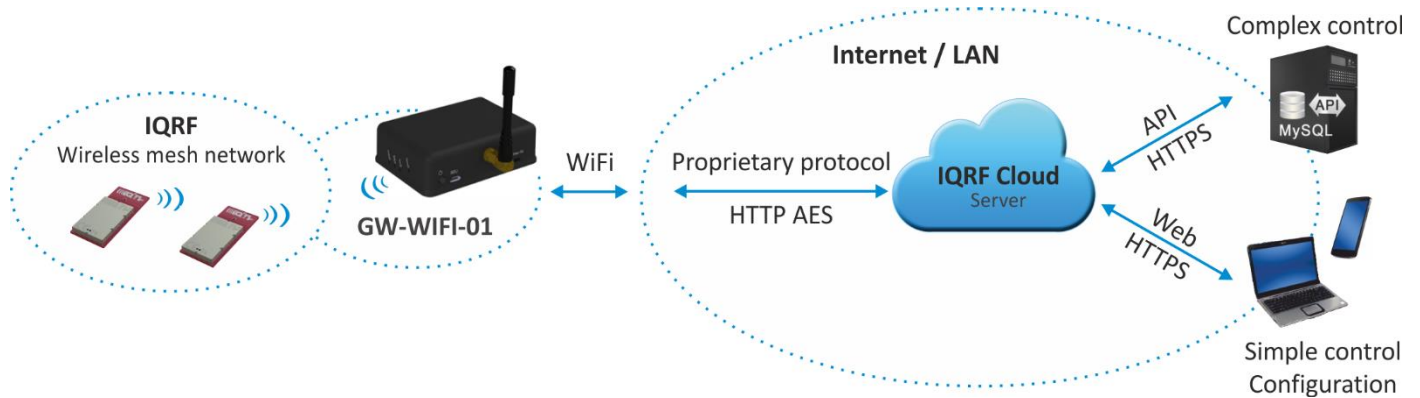 IQRF
Wireless mesh network
GW-WIFI-01
WiFi
Internet / LAN
Proprietary protocol
HTTP AES
IQRF Cloud
Server
API
HTTPS
Web
HTTPS
Complex control
API
MySQL
Simple control
Configuration